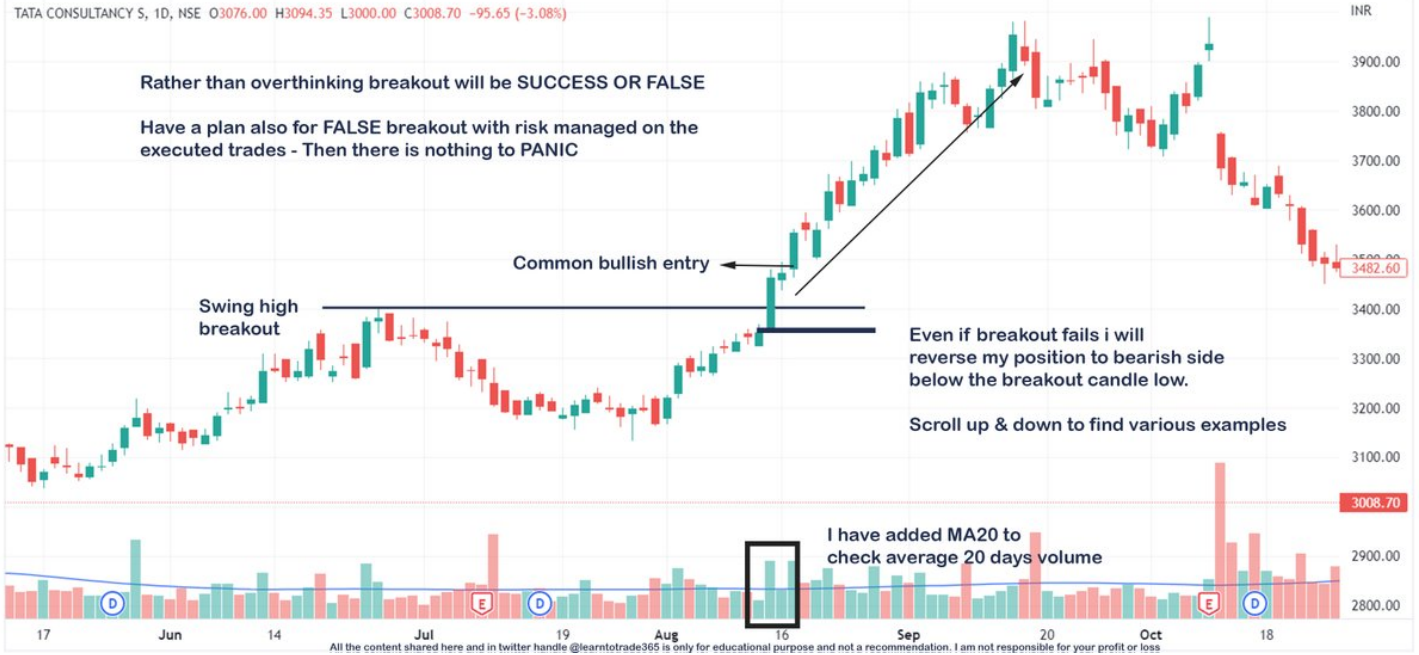 TATA CONSULTANCY S, 1D, NSE O3076.00 H3094.35 L3000.00 C3008.70 −95.65 (−3.08%)
INR
Rather than overthinking breakout will be SUCCESS OR FALSE
Have a plan also for FALSE breakout with risk managed on the
executed trades - Then there is nothing to PANIC
Common bullish entry
Swing high
breakout
Even if breakout fails i will
reverse my position to bearish side
below the breakout candle low.
Scroll up & down to find various examples
I have added MA20 to
check average 20 days volume
3900.00
3800.00
3700.00
3600.00
3500.00
3482.60
3400.00
3300.00
3200.00
3100.00
3008.70
2900.00
2800.00
D
E
D
E
D
17 Jun 14 Jul 19 Aug 16 Sep 20 Oct 18
All the content shared here and in twitter handle @learntotrade365 is only for educational purpose and not a recommendation. I am not responsible for your profit or loss